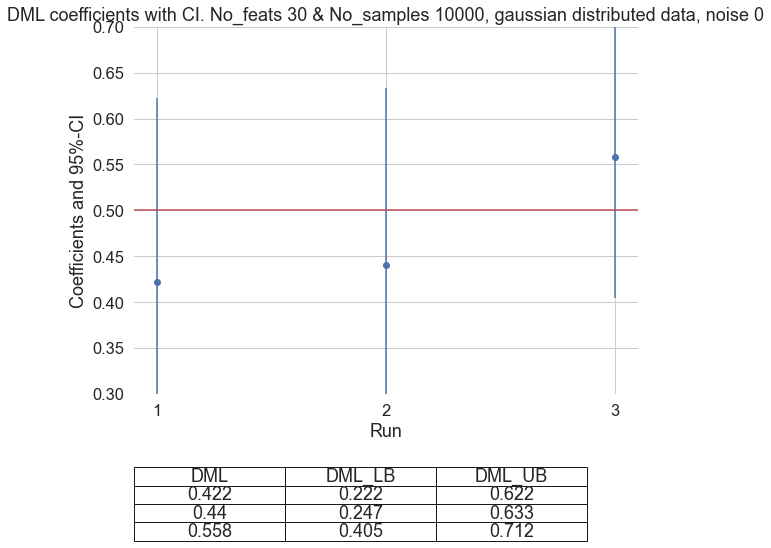 DML coefficients with CI. No_feats 30 & No_samples 10000, gaussian distributed data, noise 0
0.70
0.65
0.60
0.55
0.50
0.45
0.40
0.35
0.30
Coefficients and 95%-CI
1 2 3
Run
DML DML_LB DML_UB
0.422 0.222 0.622
0.44 0.247 0.633
0.558 0.405 0.712